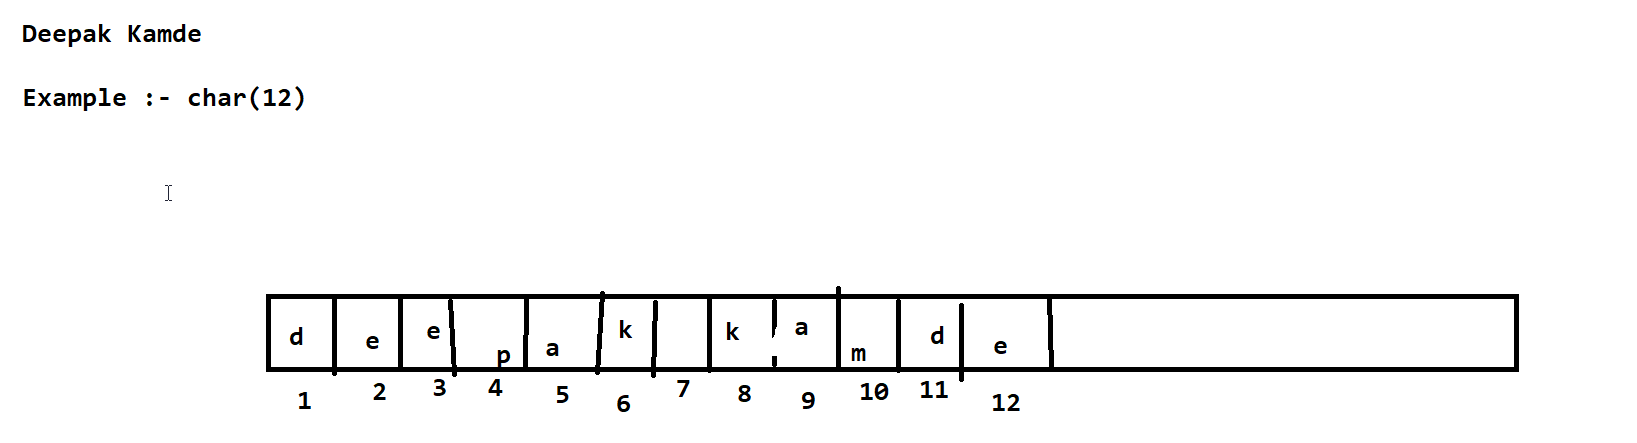 Deepak Kamde
Example :- char(12)
d e e p a k k a m d e
1 2 3 4 5 6 7 8 9 10 11 12